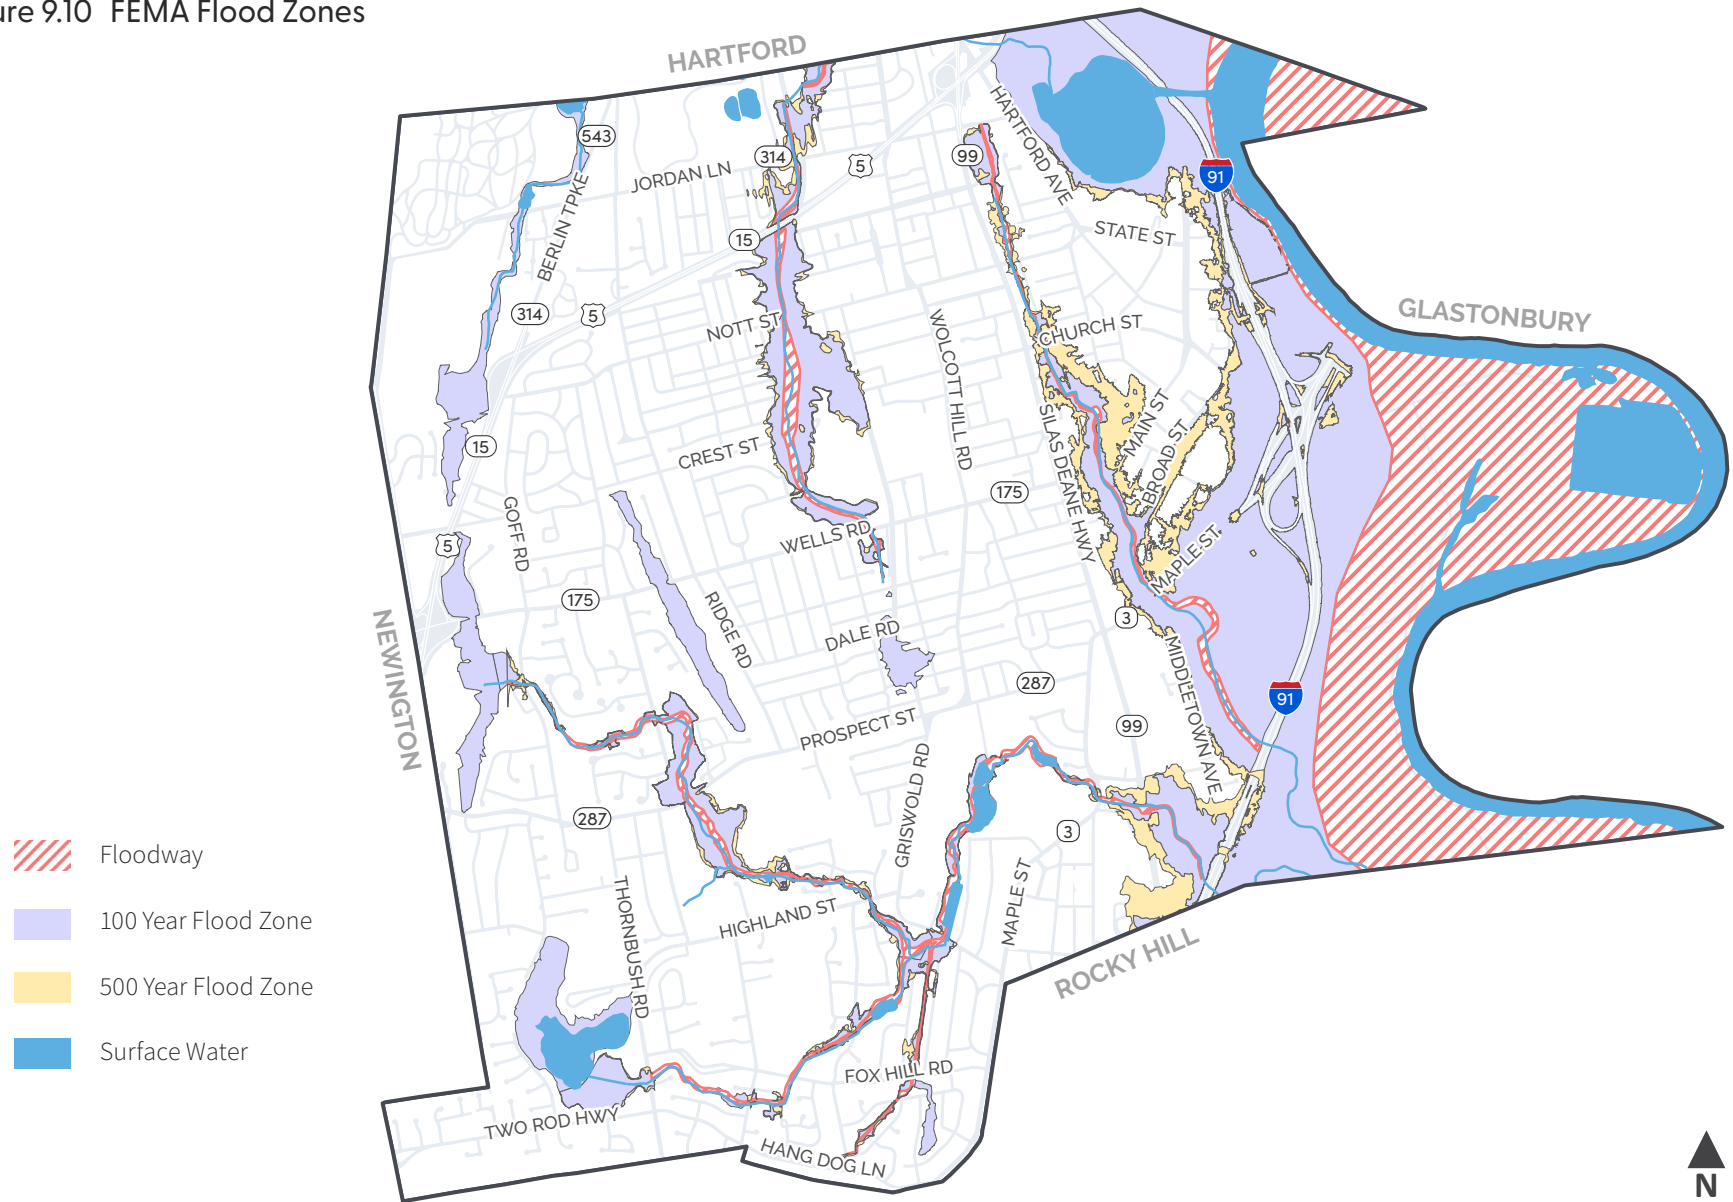 ure 9.10 FEMA Flood Zones
HARTFORD
543
JORDAN LN
314
5
99
HARTFORD AVE
91
BERLIN TPKE
15
STATE ST
314
5
NOTT ST
WOLCOTT HILL RD
CHURCH ST
GLASTONBURY
15
CREST ST
SILAS DEANE HWY
MAIN ST
BROAD ST
175
GOFF RD
5
WELLS RD
MAPLE ST.
175
RIDGE RD
DALE RD
3
NEWINGTON
MIDDLETOWN AVE
287
91
PROSPECT ST
99
GRISWOLD RD
287
3
THORNBUSH RD
HIGHLAND ST
MAPLE ST
ROCKY HILL
FOX HILL RD
TWO ROD HWY
HANG DOG LN
Floodway
100 Year Flood Zone
500 Year Flood Zone
Surface Water
N